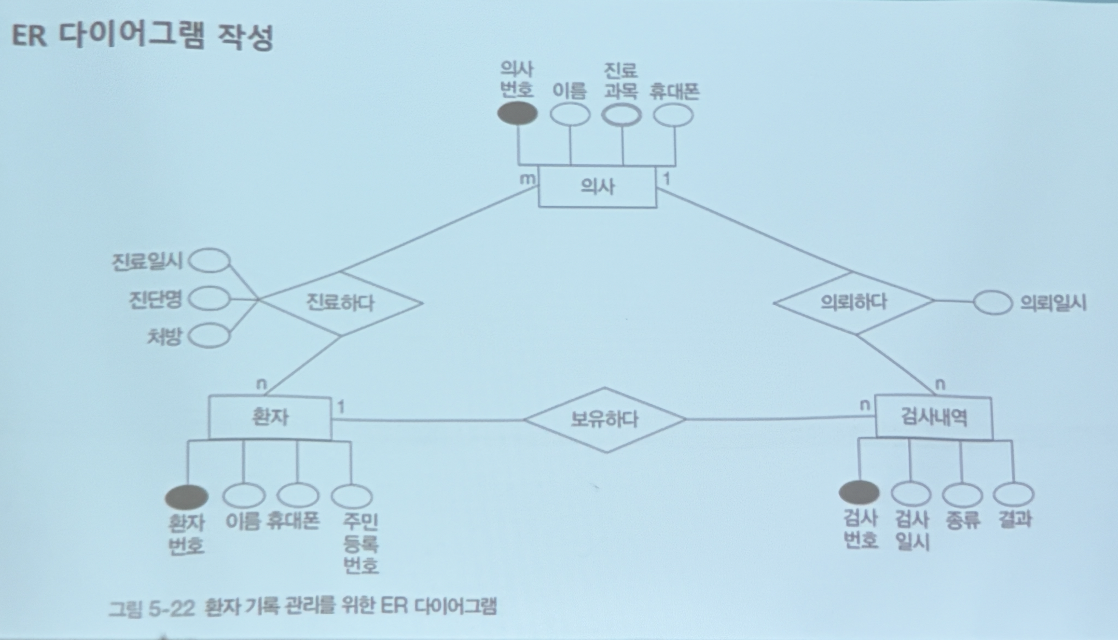 ER 다이어그램 작성
의사
번호
이름
진료
과목
휴대폰
m
의사
1
진료일시
진단명
처방
진료하다
의뢰하다
의뢰일시
n
환자
1
보유하다
n
n
검사내역
환자
번호
이름
휴대폰
주민
등록
번호
검사
번호
검사
일시
종류
결과
그림 5-22 환자 기록 관리를 위한 ER 다이어그램